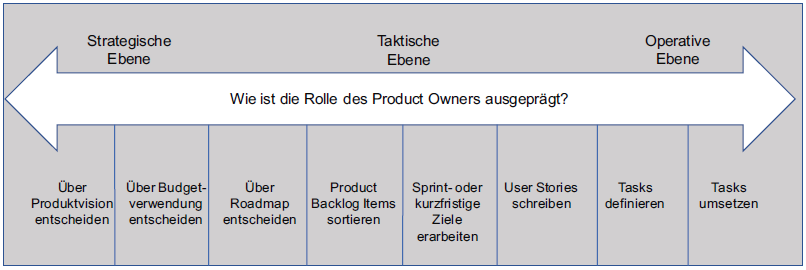 Strategische
Ebene
Taktische
Ebene
Operative
Ebene
Wie ist die Rolle des Product Owners ausgeprägt?
Über
Produktvision
entscheiden
Über Budget-
verwendung
entscheiden
Über
Roadmap
entscheiden
Product
Backlog Items
sortieren
Sprint- oder
kurzfristige
Ziele
erarbeiten
User Stories
schreiben
Tasks
definieren
Tasks
umsetzen